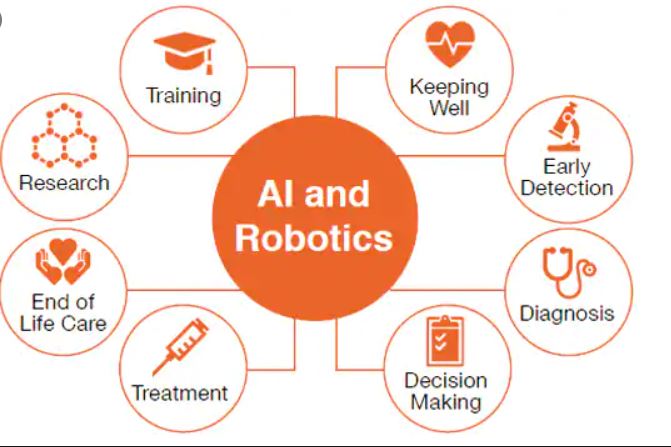 AI and
Robotics
Keeping
Well
Early
Detection
Diagnosis
Decision
Making
Treatment
End of
Life Care
Research
Training